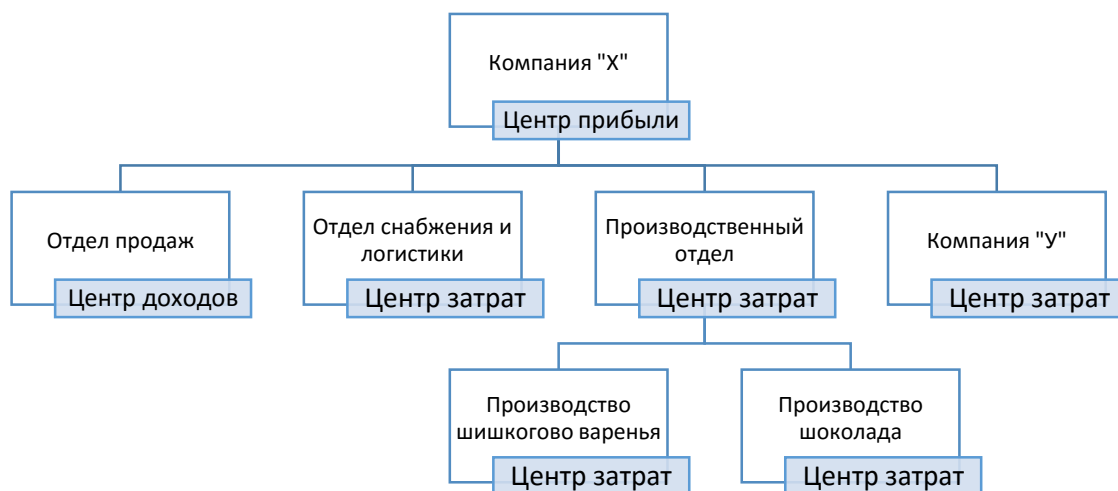 Компания "Х"
Центр прибыли
Отдел продаж
Центр доходов
Отдел снабжения и
логистики
Центр затрат
Производственный
отдел
Центр затрат
Компания "У"
Центр затрат
Производство
шишкогово варенья
Центр затрат
Производство
шоколада
Центр затрат